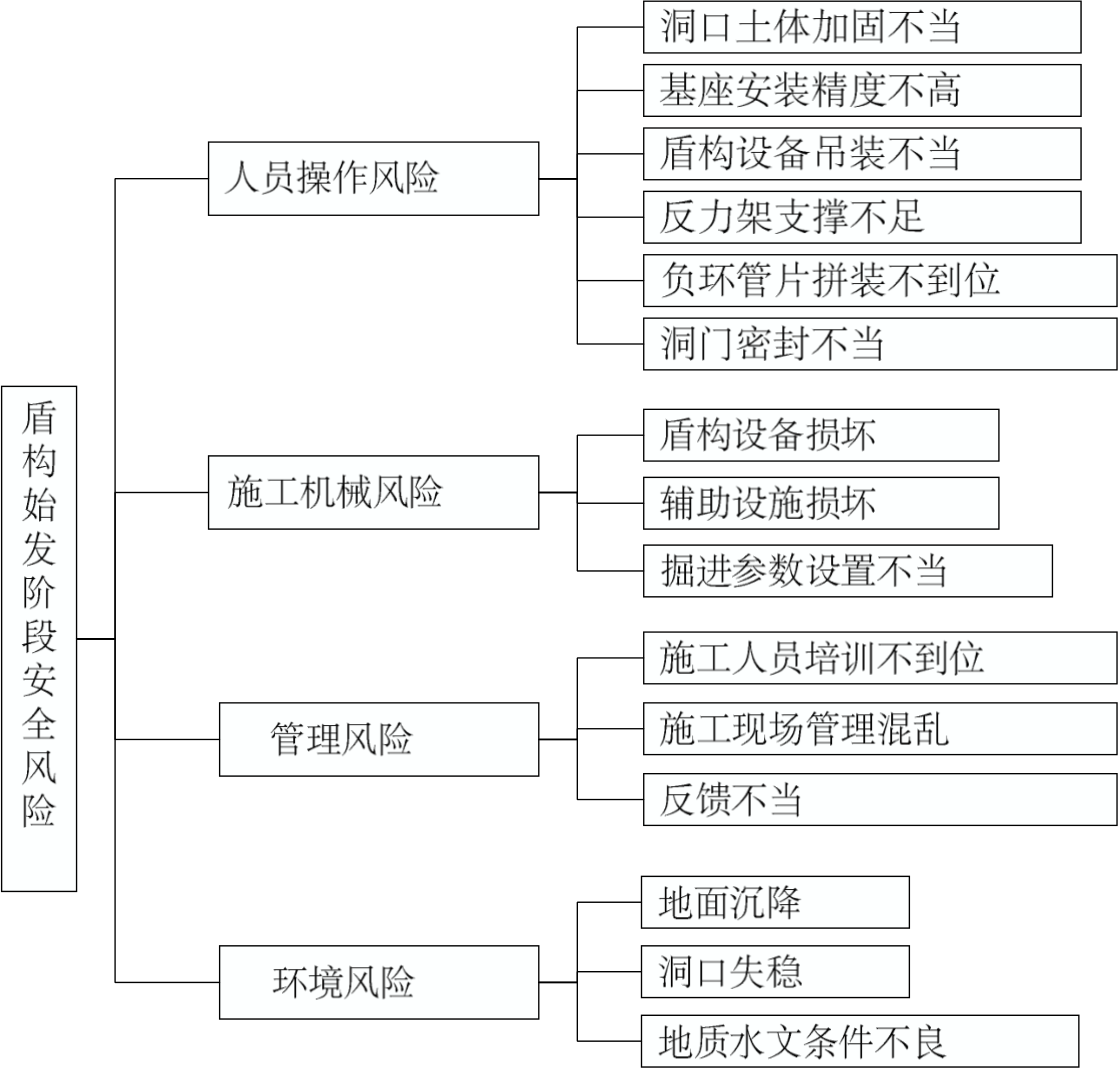 盾构始发阶段安全风险
人员操作风险
洞口土体加固不当
基座安装精度不高
盾构设备吊装不当
反力架支撑不足
负环管片拼装不到位
洞门密封不当
施工机械风险
盾构设备损坏
辅助设施损坏
掘进参数设置不当
管理风险
施工人员培训不到位
施工现场管理混乱
反馈不当
环境风险
地面沉降
洞口失稳
地质水文条件不良